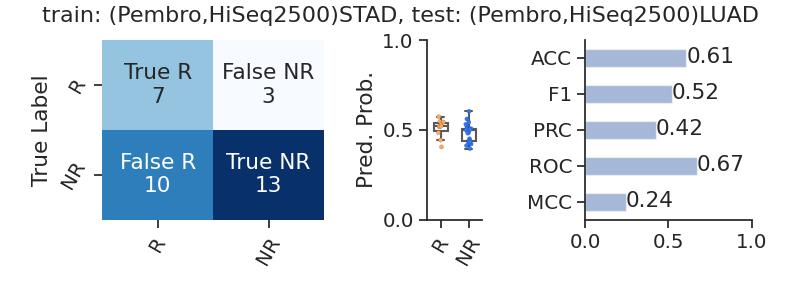 train: (Pembro,HiSeq2500)STAD, test: (Pembro,HiSeq2500)LUAD
True Label
R
NR
True R
7
False NR
3
False R
10
True NR
13
R
NR
Pred. Prob.
1.0
0.5
0.0
R
NR
ACC
0.61
F1
0.52
PRC
0.42
ROC
0.67
MCC
0.24
0.0
0.5
1.0